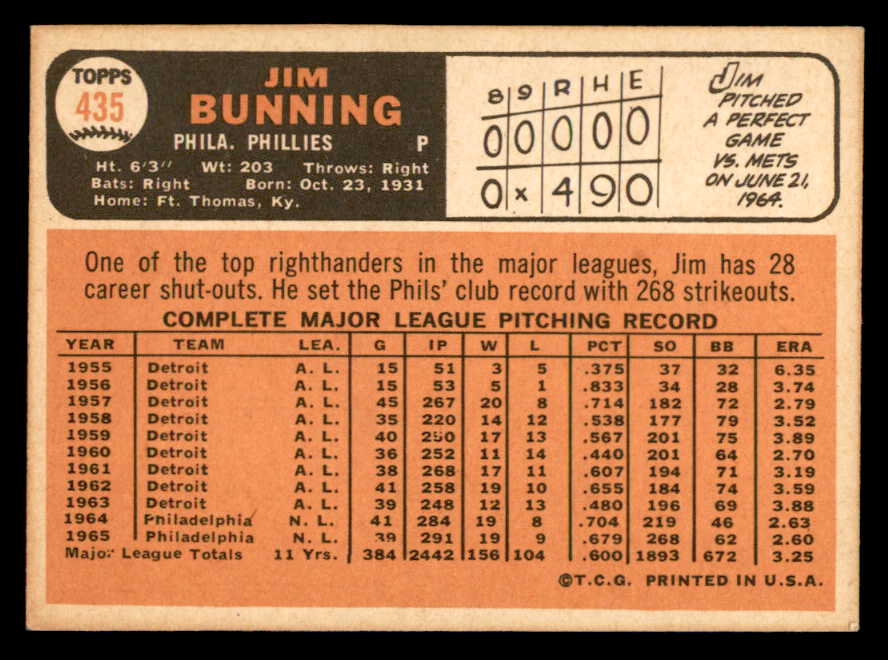 TOPPS
435
JIM
BUNNING
PHILA. PHILLIES P
Ht. 6'3" Wt: 203 Throws: Right
Bats: Right Born: Oct. 23, 1931
Home: Ft. Thomas, Ky.
8 9 R H E
0 0 0 0 0
0 x 4 9 0
JIM
PITCHED
A PERFECT
GAME
VS. METS
ON JUNE 21,
1964.
One of the top righthanders in the major leagues, Jim has 28
career shut-outs. He set the Phils' club record with 268 strikeouts.
COMPLETE MAJOR LEAGUE PITCHING RECORD
YEAR TEAM LEA. G IP W L PCT SO BB ERA
1955 Detroit A. L. 15 51 3 5 .375 37 32 6.35
1956 Detroit A. L. 15 53 5 1 .833 34 28 3.74
1957 Detroit A. L. 45 267 20 8 .714 182 72 2.79
1958 Detroit A. L. 35 220 14 12 .538 177 79 3.52
1959 Detroit A. L. 40 250 17 13 .567 201 75 3.89
1960 Detroit A. L. 36 252 11 14 .440 201 64 2.70
1961 Detroit A. L. 38 268 17 11 .607 194 71 3.19
1962 Detroit A. L. 41 258 19 10 .655 184 74 3.59
1963 Detroit A. L. 39 248 12 13 .480 196 69 3.88
1964 Philadelphia N. L. 41 284 19 8 .704 219 46 2.63
1965 Philadelphia N. L. 39 291 19 9 .679 268 62 2.60
Major League Totals 11 Yrs. 384 2442 156 104 .600 1893 672 3.25
©T.C.G. PRINTED IN U.S.A.